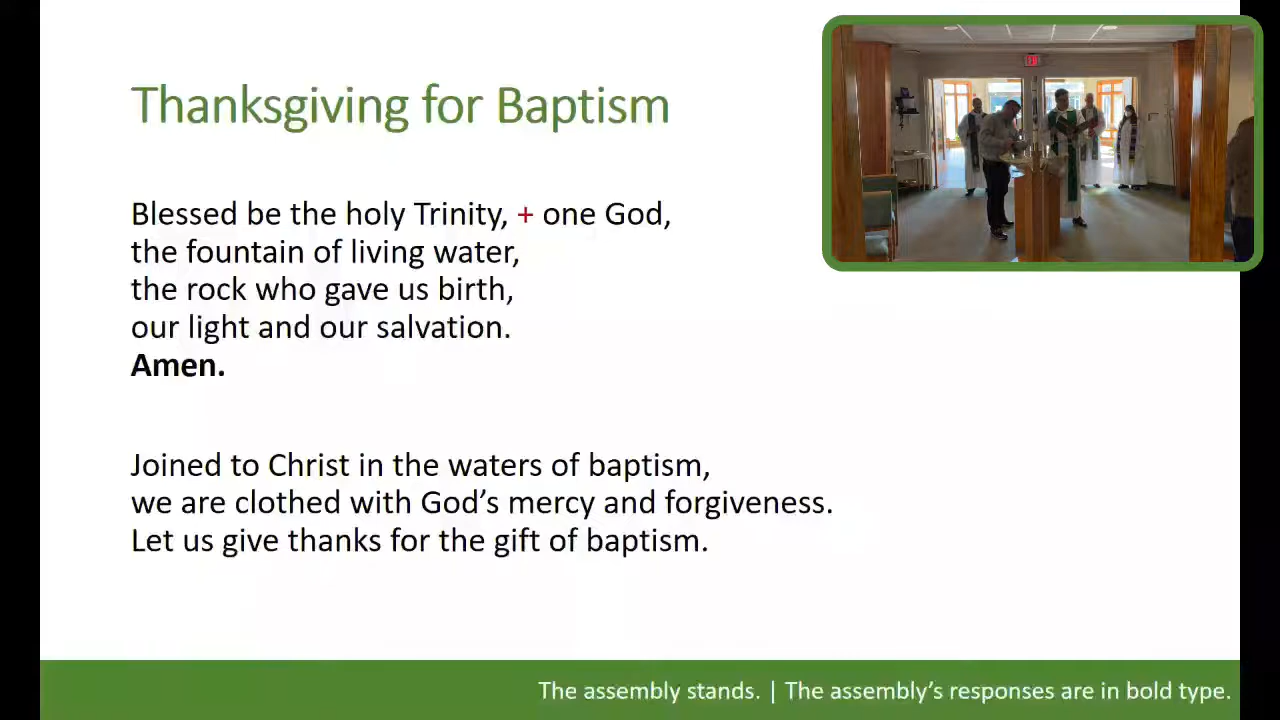 Thanksgiving for Baptism
Blessed be the holy Trinity, + one God,
the fountain of living water,
the rock who gave us birth,
our light and our salvation.
Amen.
Joined to Christ in the waters of baptism,
we are clothed with God’s mercy and forgiveness.
Let us give thanks for the gift of baptism.
The assembly stands. | The assembly’s responses are in bold type.